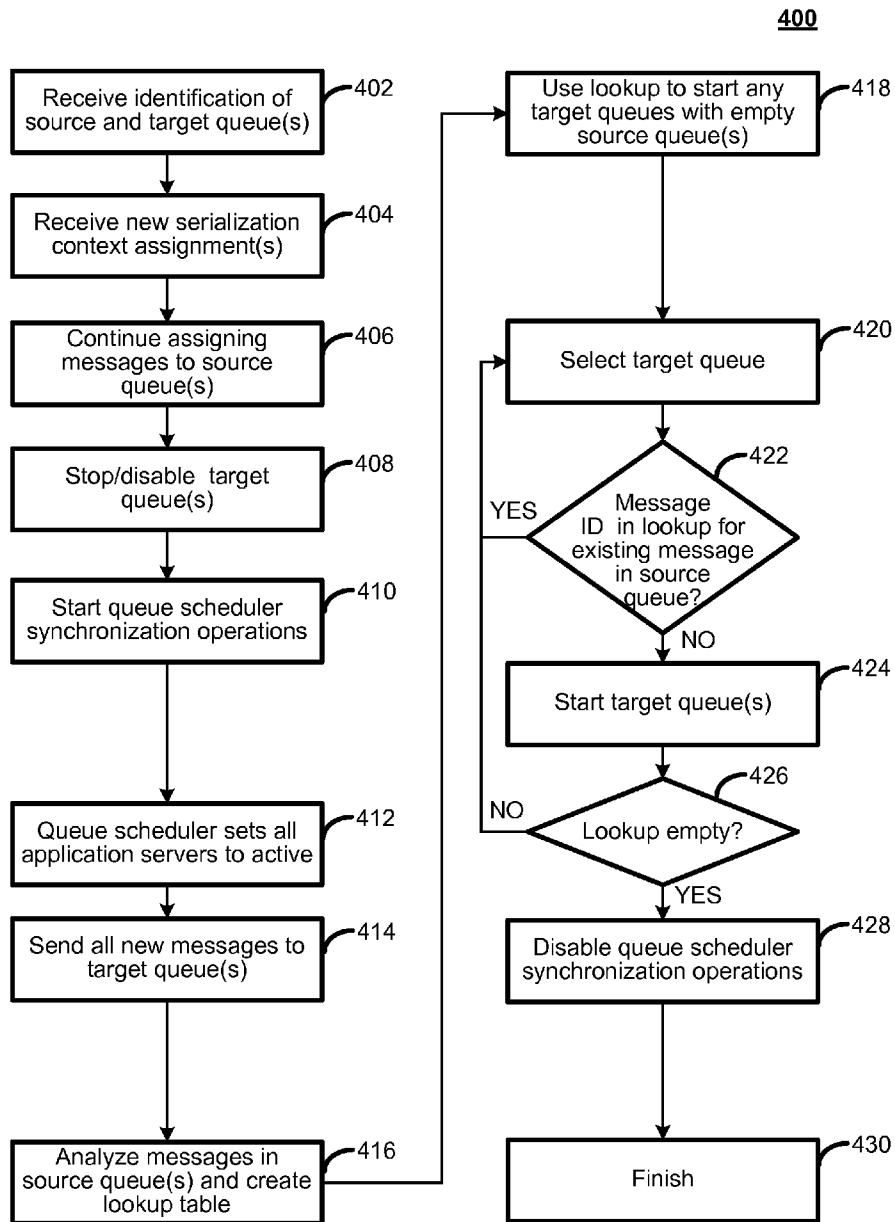 400
Receive identification of
source and target queue(s)
402
Receive new serialization
context assignment(s)
404
Continue assigning
messages to source
queue(s)
406
Stop/disable target
queue(s)
408
Start queue scheduler
synchronization operations
410
Queue scheduler sets all
application servers to active
412
Send all new messages to
target queue(s)
414
Analyze messages in
source queue(s) and create
lookup table
416
Use lookup to start any
target queues with empty
source queue(s)
418
Select target queue
420
Message
ID in lookup for
existing message
in source
queue?
422
YES
NO
Start target queue(s)
424
Lookup empty?
426
NO
YES
Disable queue scheduler
synchronization operations
428
Finish
430